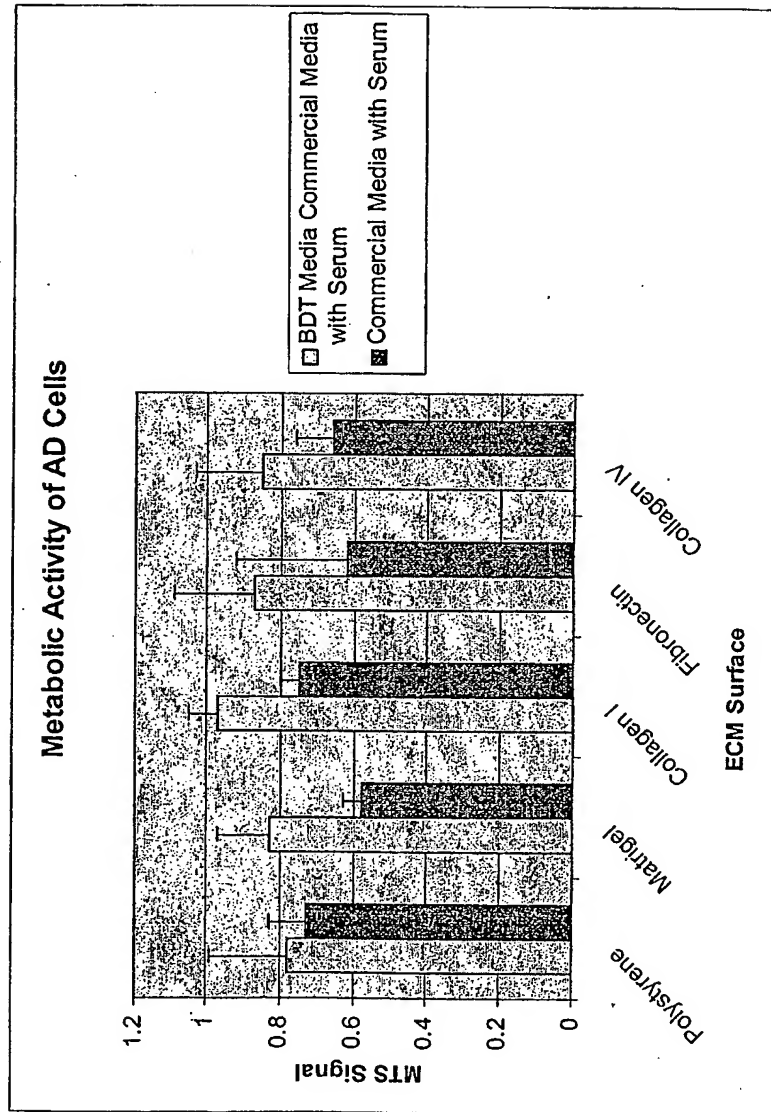 Metabolic Activity of AD Cells
MTS Signal
1.2
1
0.8
0.6
0.4
0.2
0
Polystyrene
Matrigel
Collagen I
Fibronectin
Collagen IV
ECM Surface
BDT Media Commercial Media
with Serum
Commercial Media with Serum